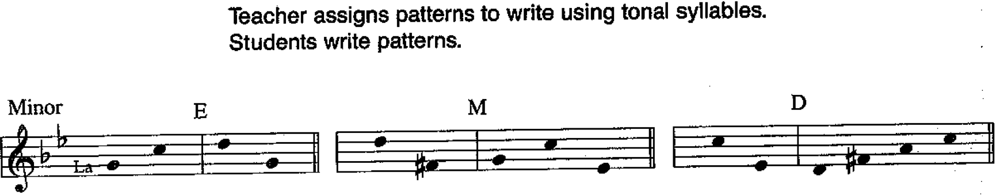 Teacher assigns patterns to write using tonal syllables.
Students write patterns.
Minor E M D
La